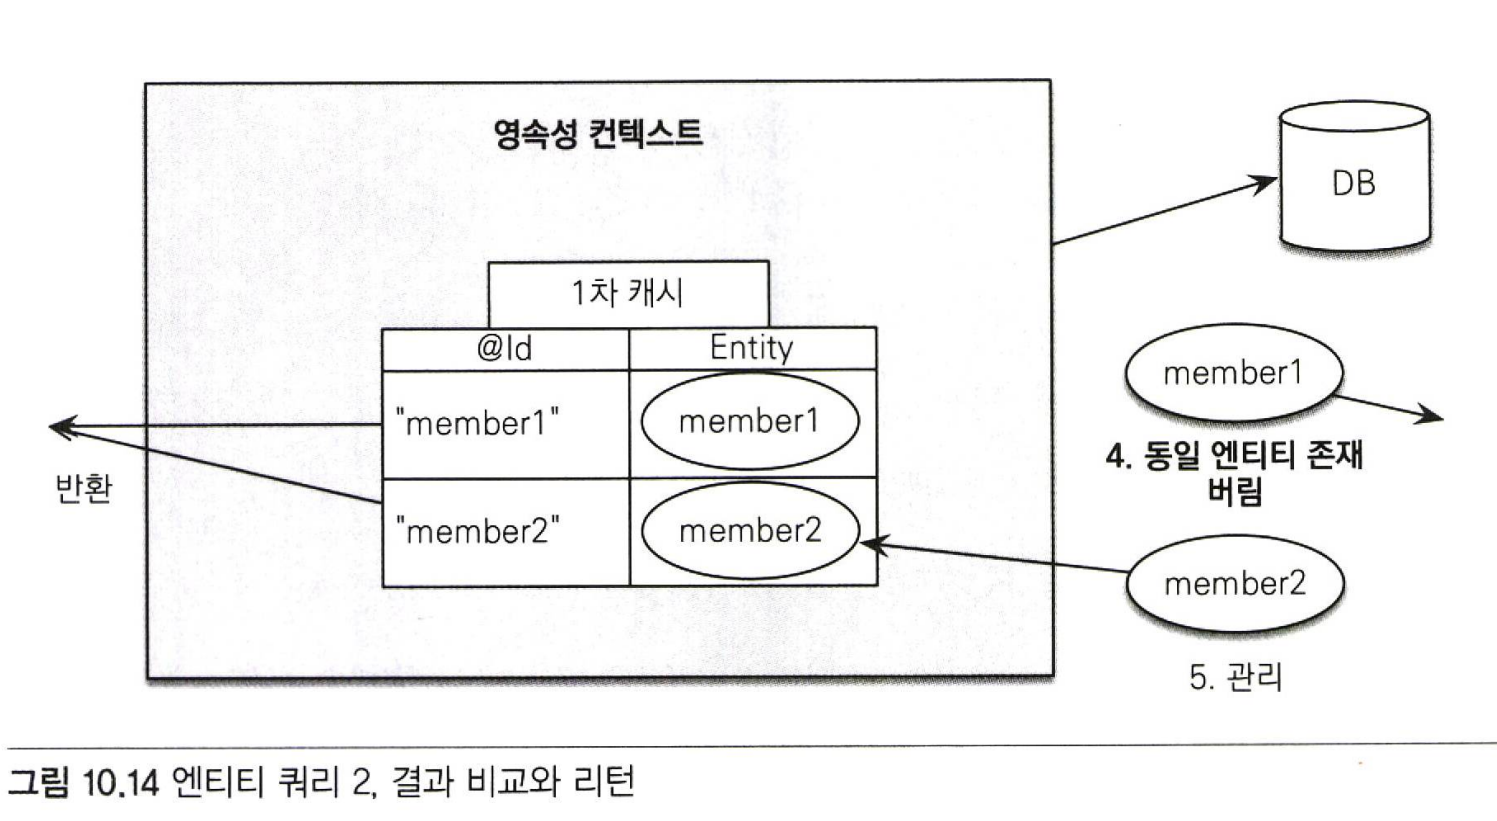 영속성 컨텍스트
DB
1차 캐시
@Id
Entity
"member1"
member1
member1
4. 동일 엔티티 존재
버림
반환
"member2"
member2
member2
5. 관리
그림 10.14 엔티티 쿼리 2, 결과 비교와 리턴